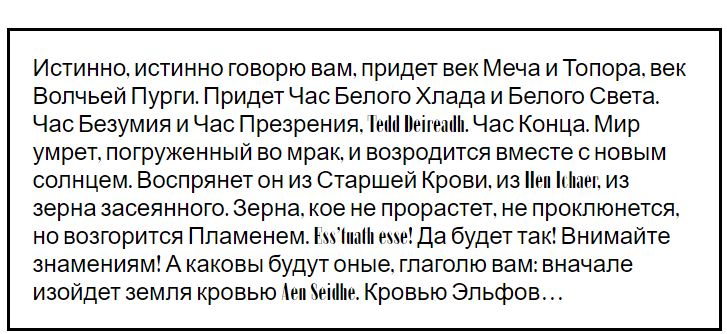 Истинно, истинно говорю вам, придет век Меча и Топора, век
Волчьей Пурги. Придет Час Белого Хлада и Белого Света.
Час Безумия и Час Презрения, Tedd Deireadh. Час Конца. Мир
умрет, погруженный во мрак, и возродится вместе с новым
солнцем. Воспрянет он из Старшей Крови, из Hen Ichaer, из
зерна засеянного. Зерна, кое не прорастет, не проклюнется,
но возгорится Пламенем. Ess’tuath esse! Да будет так! Внимайте
знамениям! А каковы будут оные, глаголю вам: вначале
изойдет земля кровью Aen Seidhe. Кровью Эльфов…